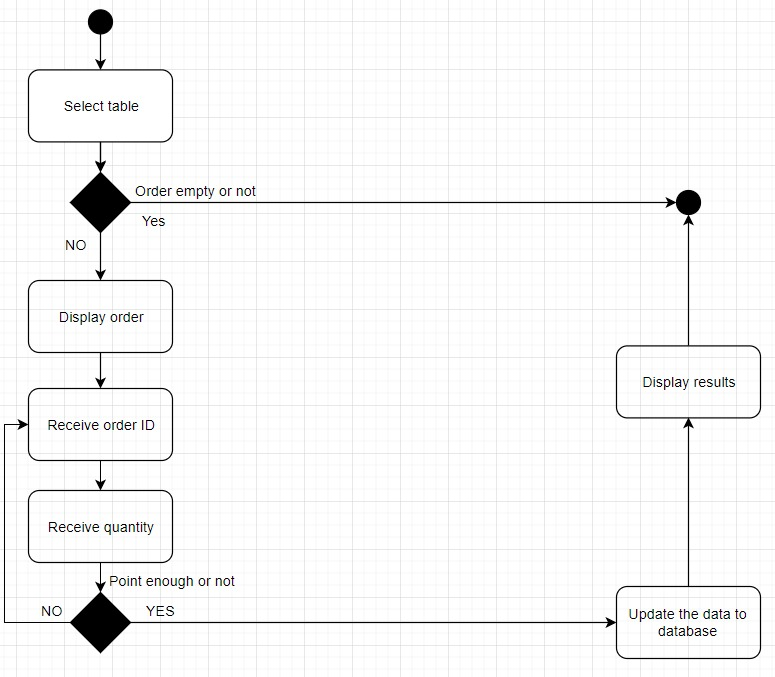 Select table
Order empty or not
Yes
NO
Display order
Display results
Receive order ID
Receive quantity
Point enough or not
NO
YES
Update the data to
database